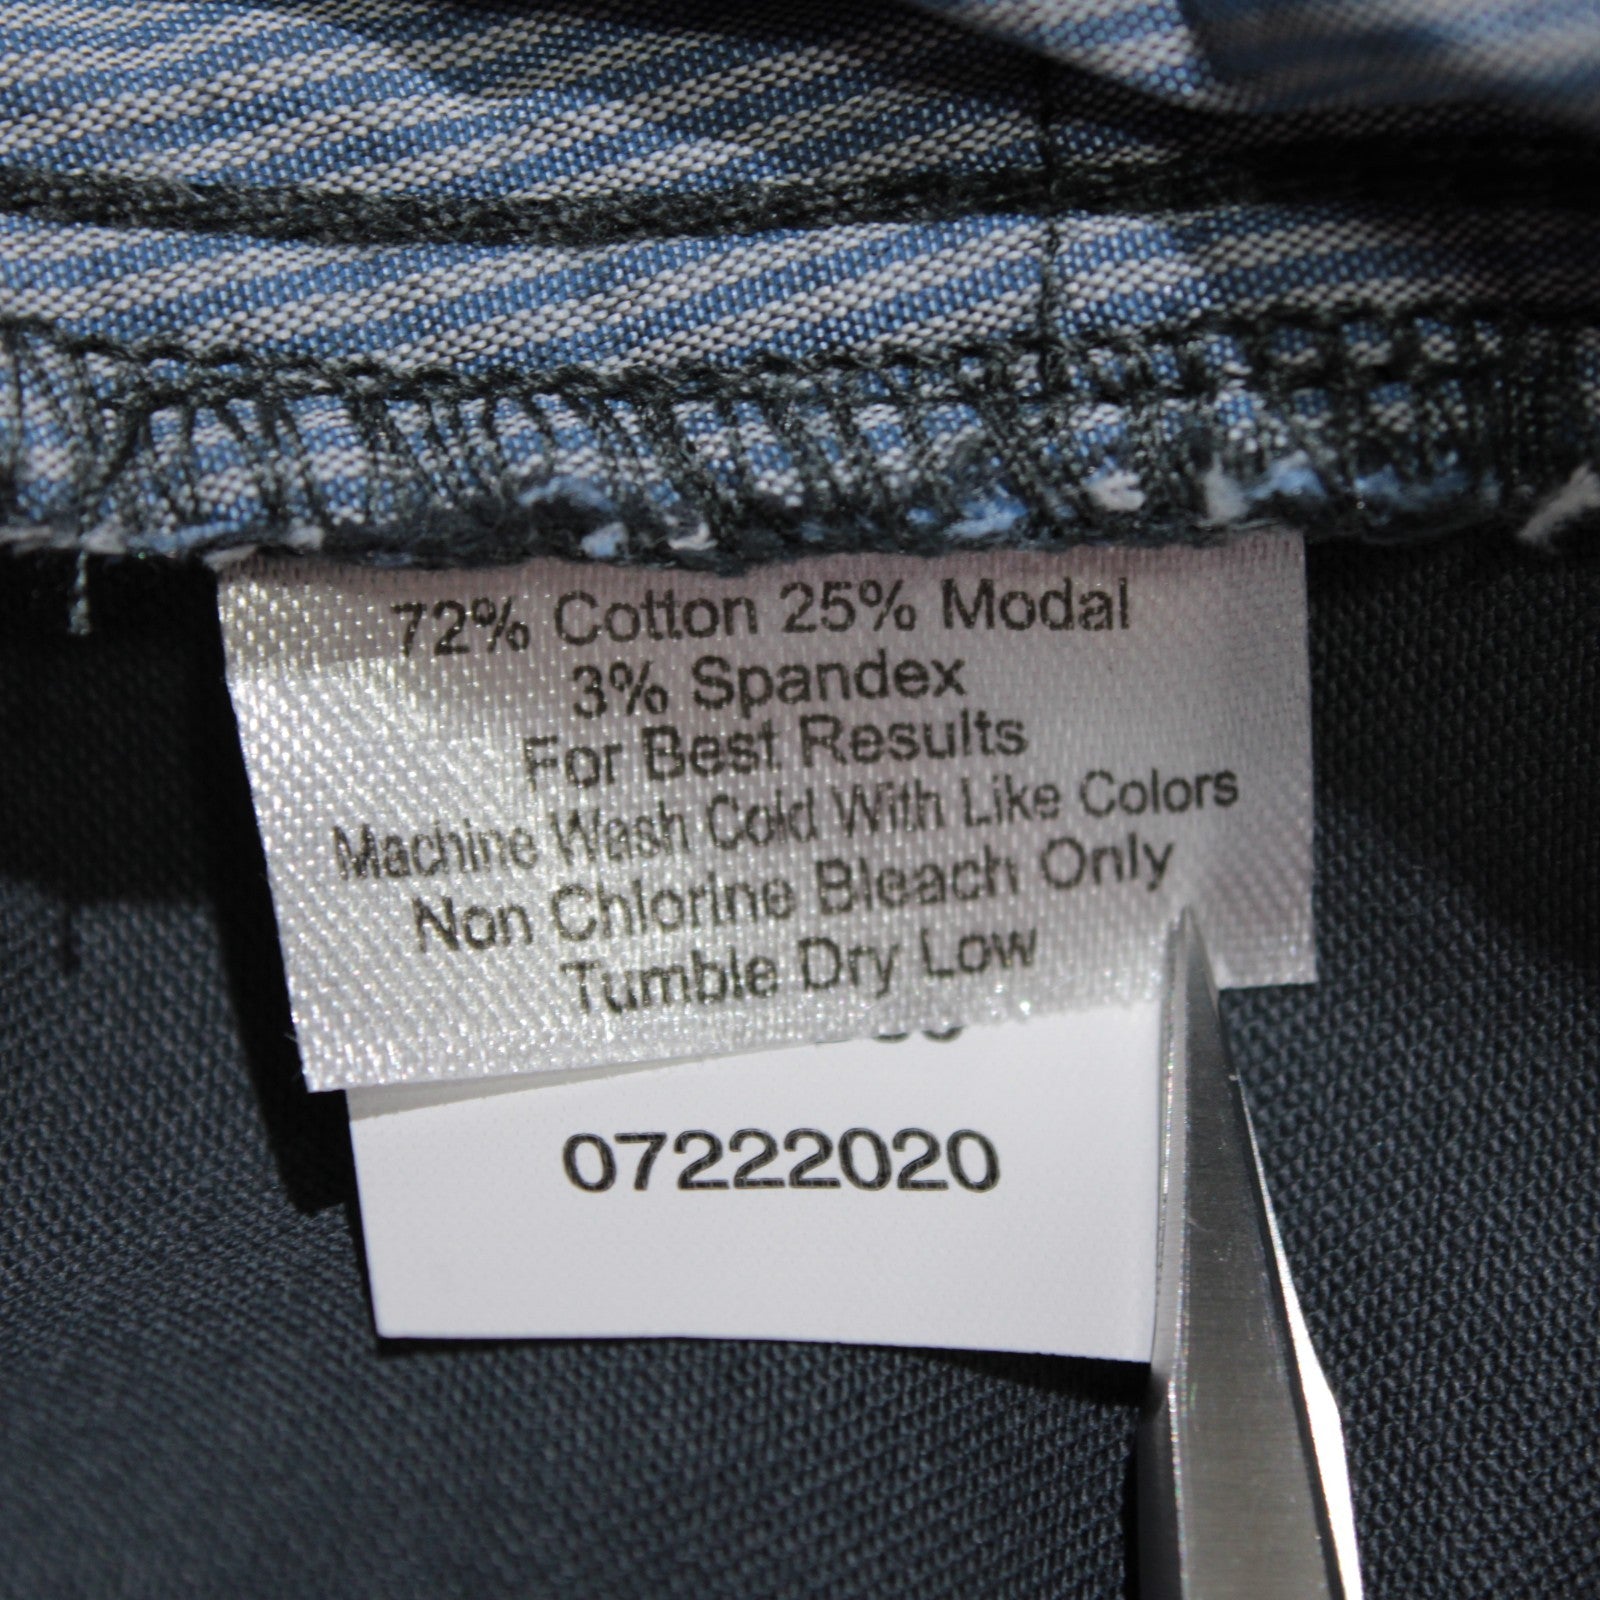 72% Cotton 25% Modal
3% Spandex
For Best Results
Machine Wash Cold With Like Colors
Non Chlorine Bleach Only
Tumble Dry Low
07222020